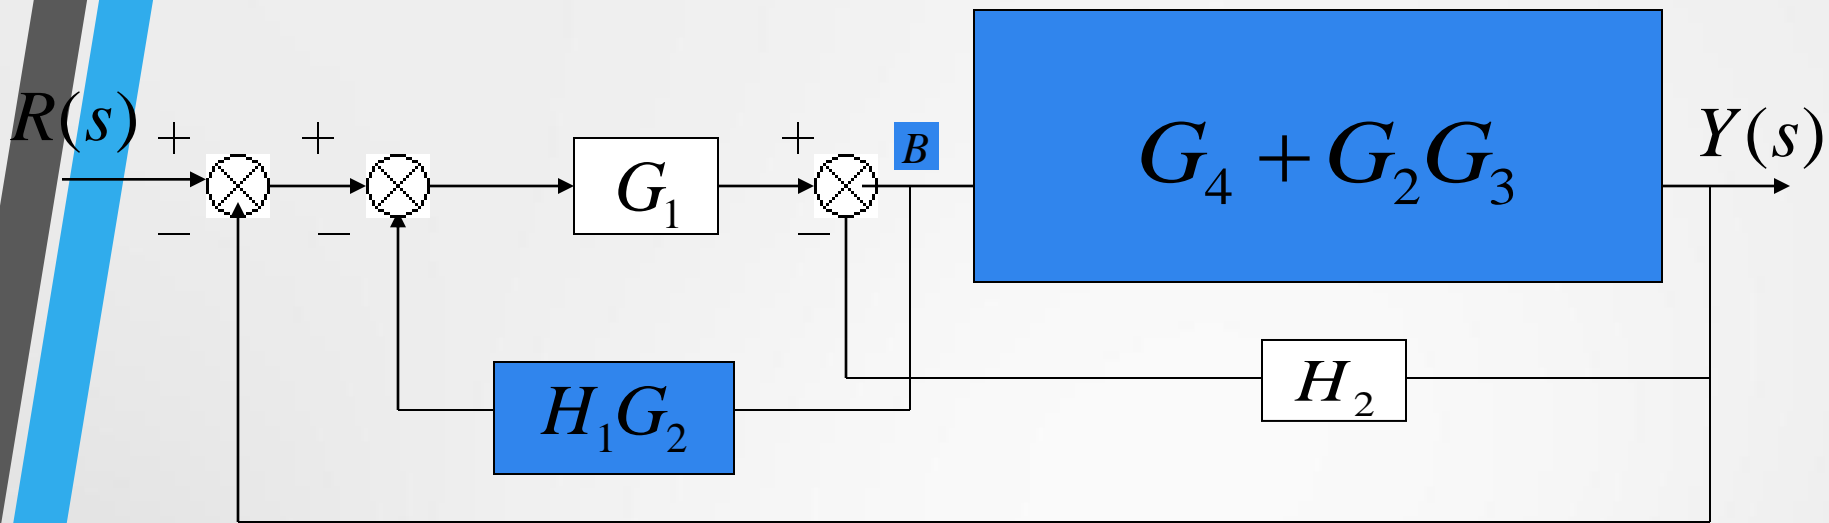 R(s)
+
+
G₁
+
B
G₄ + G₂G₃
Y(s)
−
−
−
H₁G₂
H₂